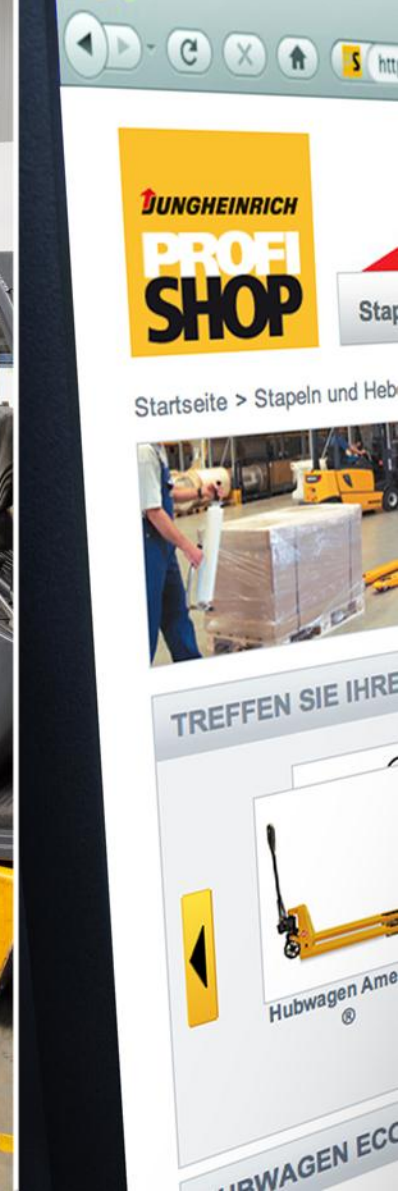 S http
JUNGHEINRICH
PROFI
SHOP
Stap
Startseite > Stapeln und Hebe
TREFFEN SIE IHRE
Hubwagen Ame
®
HUBWAGEN ECO